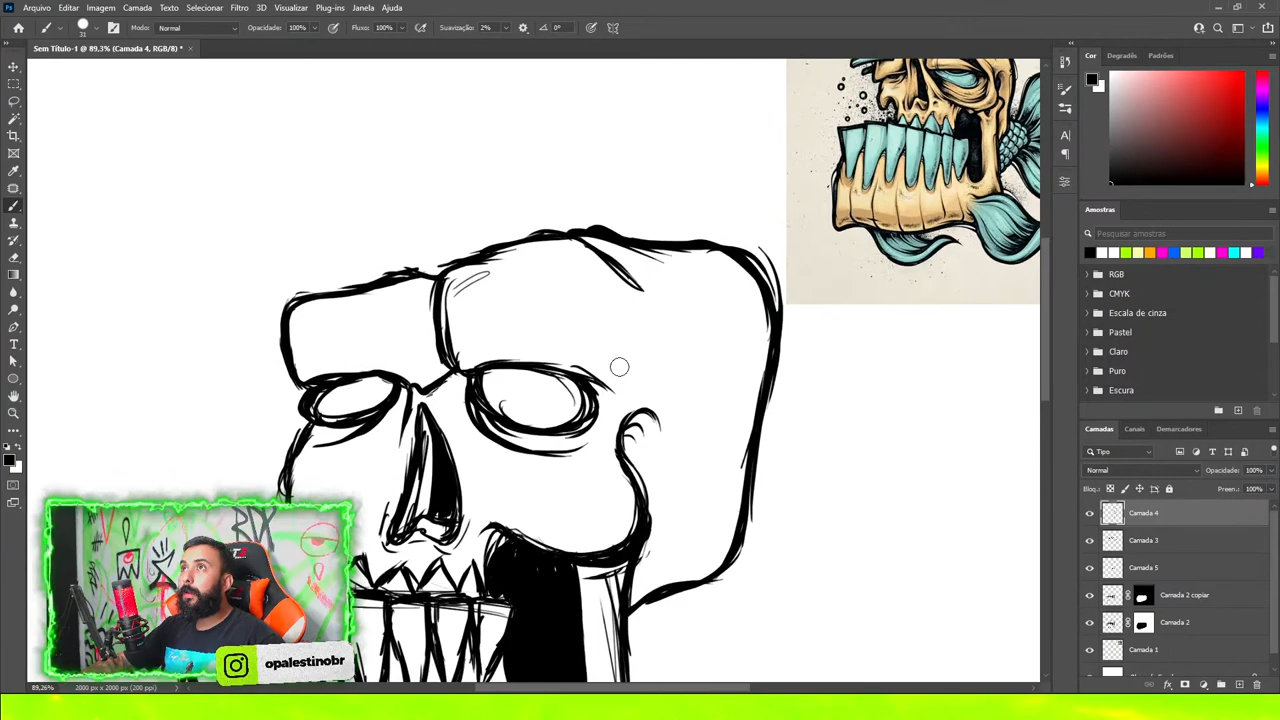 Arquivo Editar Imagem Camada Texto Selecionar Filtro 3D Visualizar Plug-ins Janela Ajuda
31 Modo: Normal Opacidade: 100% Fluxo: 100% Suavização: 2% 0°
Sem Título-1 @ 89,3% (Camada 4, RGB/8) *
Cor Degradês Padrões
Amostras
Pesquisar amostras
RGB
CMYK
Escala de cinza
Pastel
Claro
Puro
Escura
Camadas Canais Demarcadores
Tipo
Normal Opacidade: 100%
Bloq.: Preen.: 100%
Camada 4
Camada 3
Camada 5
Camada 2 copiar
Camada 2
Camada 1
opalestinobr
89,26% 2000 px x 2000 px (200 ppi)